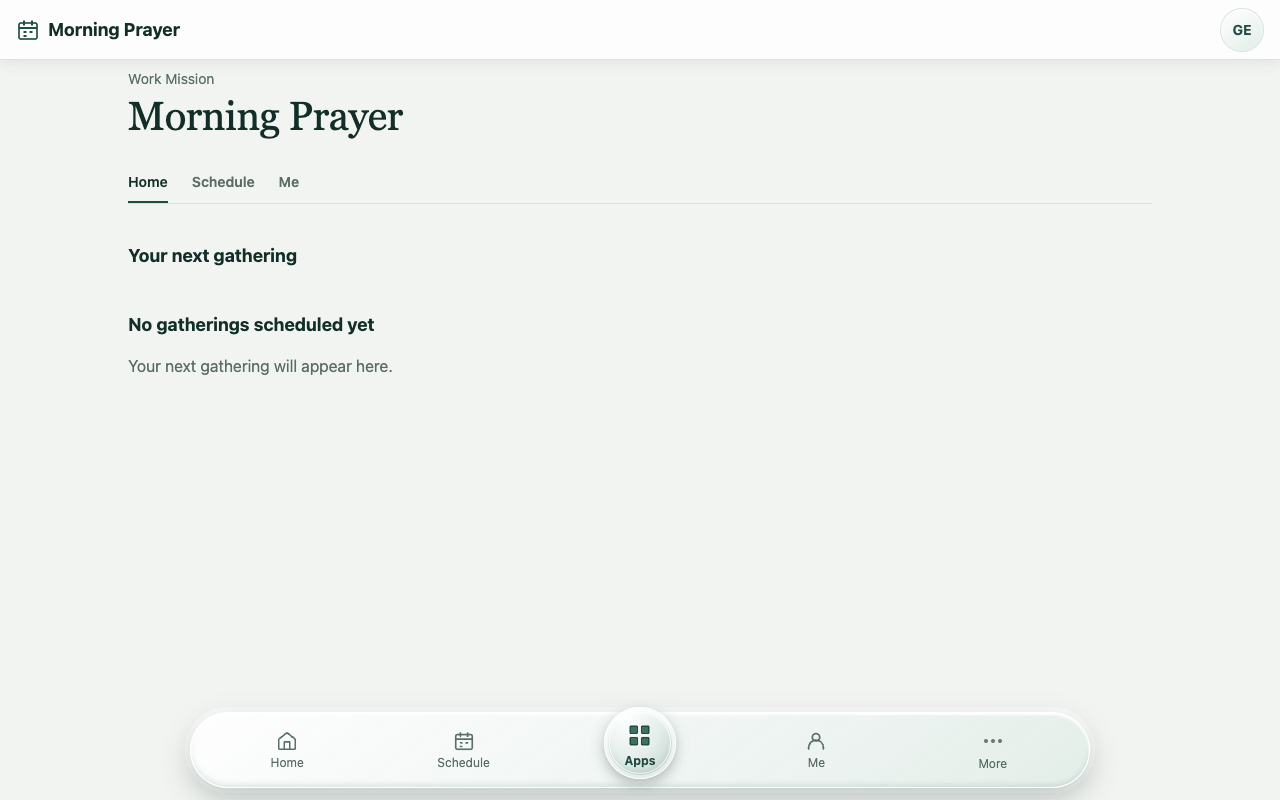 Morning Prayer
GE
Work Mission
Morning Prayer
Home
Schedule
Me
Your next gathering
No gatherings scheduled yet
Your next gathering will appear here.
Home
Schedule
Apps
Me
More